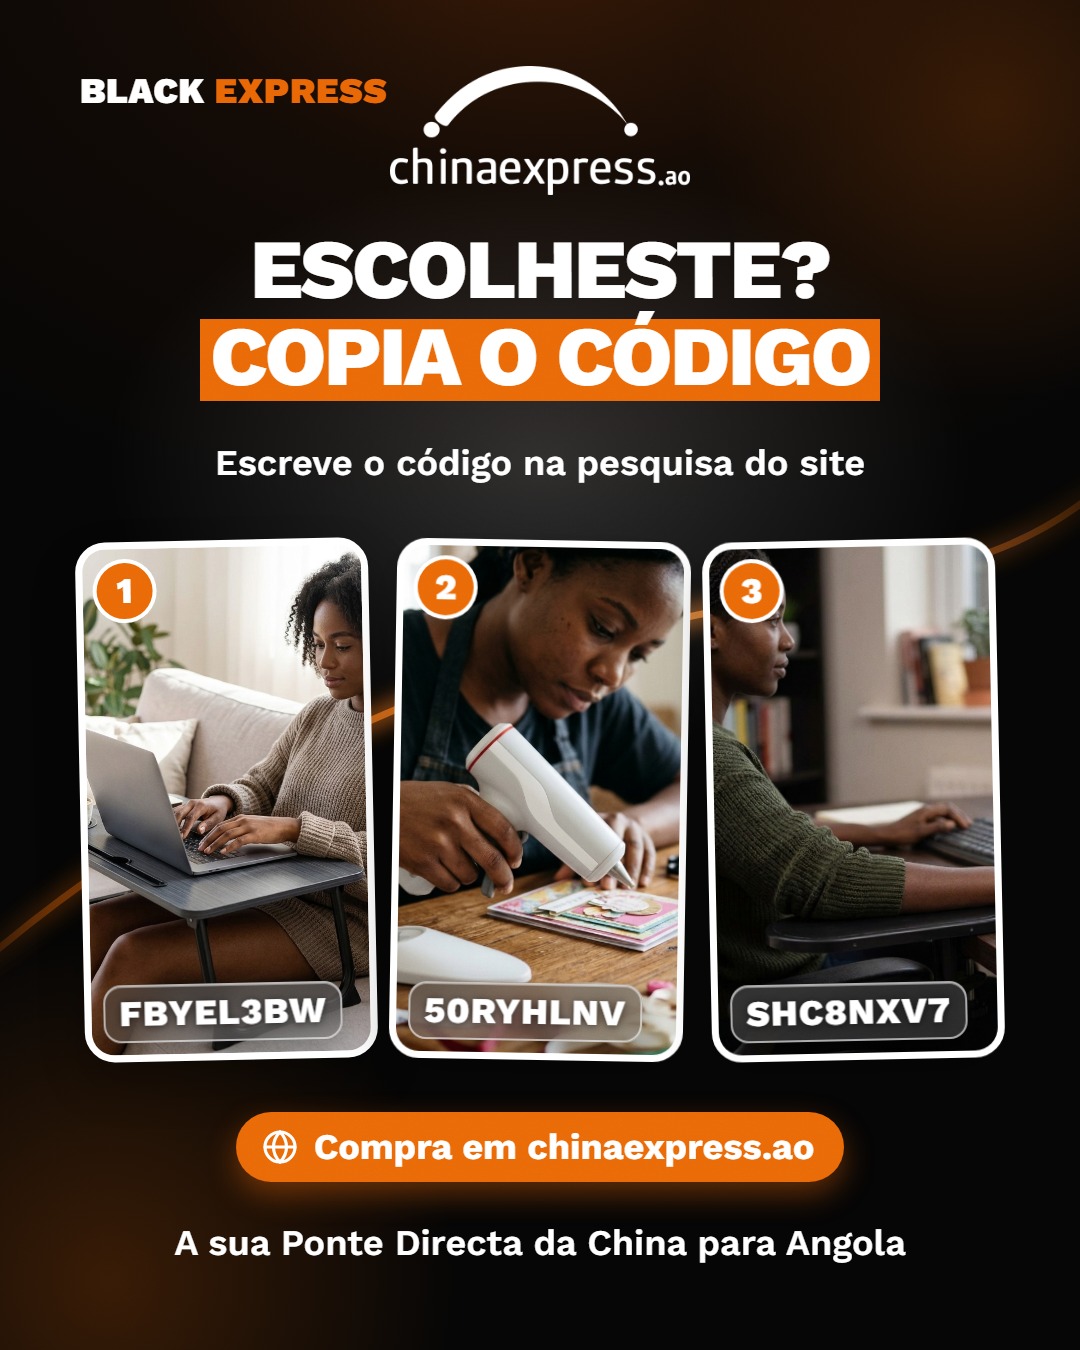 BLACK EXPRESS
chinaexpress.ao
ESCOLHESTE?
COPIA O CÓDIGO
Escreve o código na pesquisa do site
1
2
3
FBYEL3BW
50RYHLNV
SHC8NXV7
Compra em chinaexpress.ao
A sua Ponte Directa da China para Angola